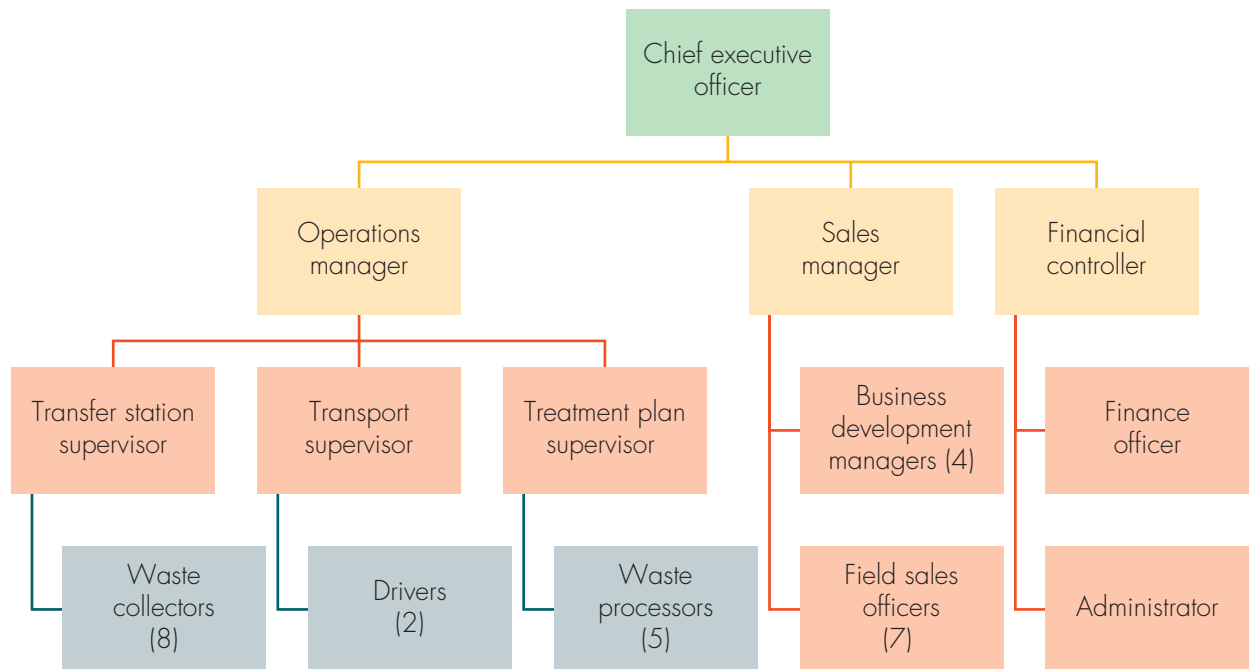 Chief executive
officer
Operations
manager
Sales
manager
Financial
controller
Transfer station
supervisor
Transport
supervisor
Treatment plan
supervisor
Business
development
managers (4)
Finance
officer
Waste
collectors
(8)
Drivers
(2)
Waste
processors
(5)
Field sales
officers
(7)
Administrator